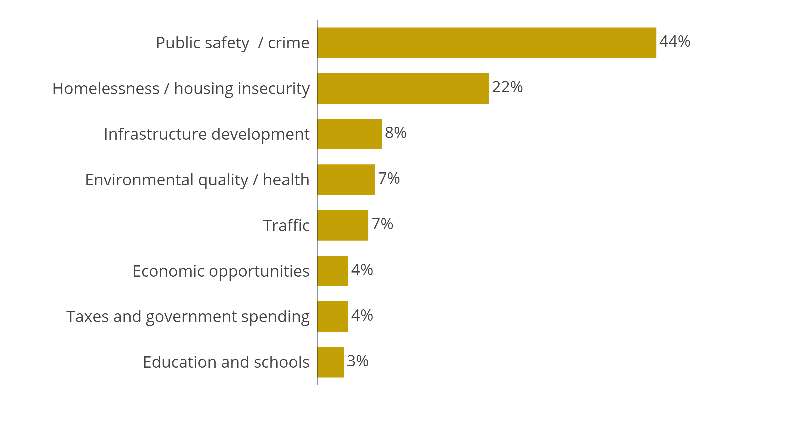 Public safety / crime 44%
Homelessness / housing insecurity 22%
Infrastructure development 8%
Environmental quality / health 7%
Traffic 7%
Economic opportunities 4%
Taxes and government spending 4%
Education and schools 3%